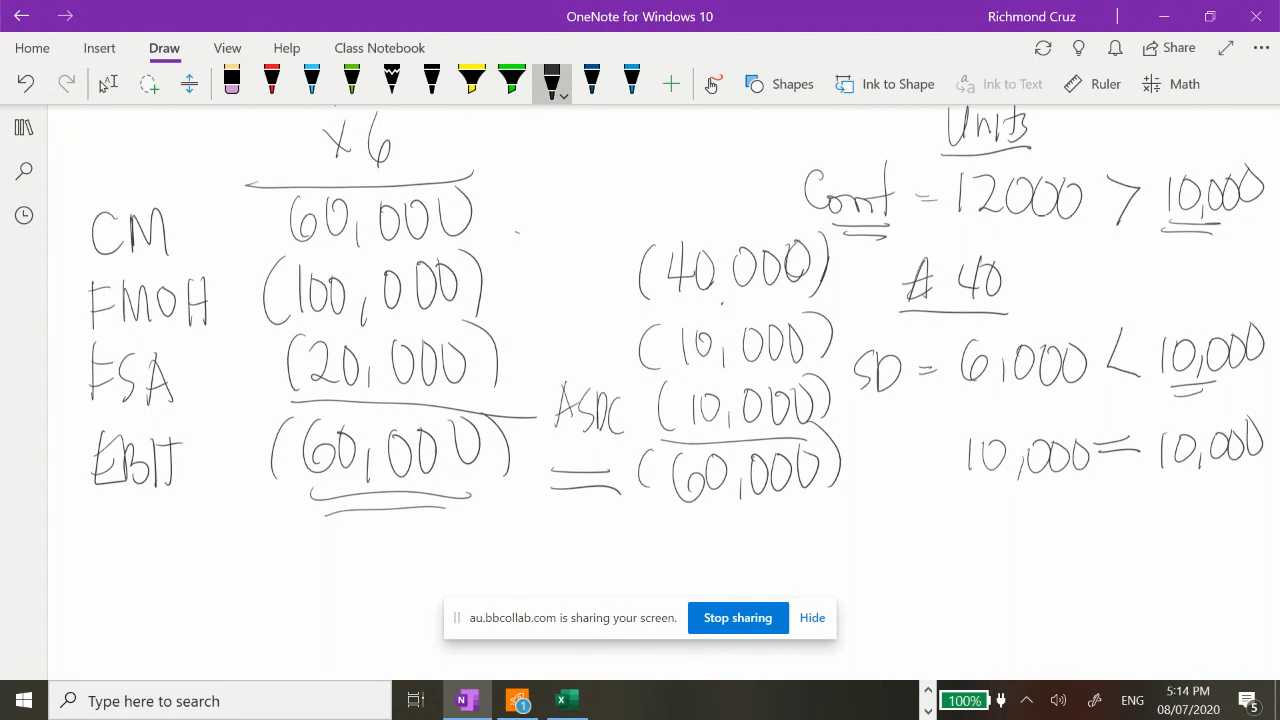 OneNote for Windows 10
Richmond Cruz
Home Insert Draw View Help Class Notebook
Share
Shapes
Ink to Shape
Ink to Text
Ruler
Math
x 6
CM 60,000
FMOH (100,000)
FSA (20,000)
EBIT (60,000)
(40,000)
(10,000)
ASDC (10,000)
= (60,000)
Units
Cont = 12000 > 10,000
# 40
SD = 6,000 < 10,000
10,000 = 10,000
au.bbcollab.com is sharing your screen.
Stop sharing
Hide
Type here to search
1
100%
ENG
5:14 PM
08/07/2020
5